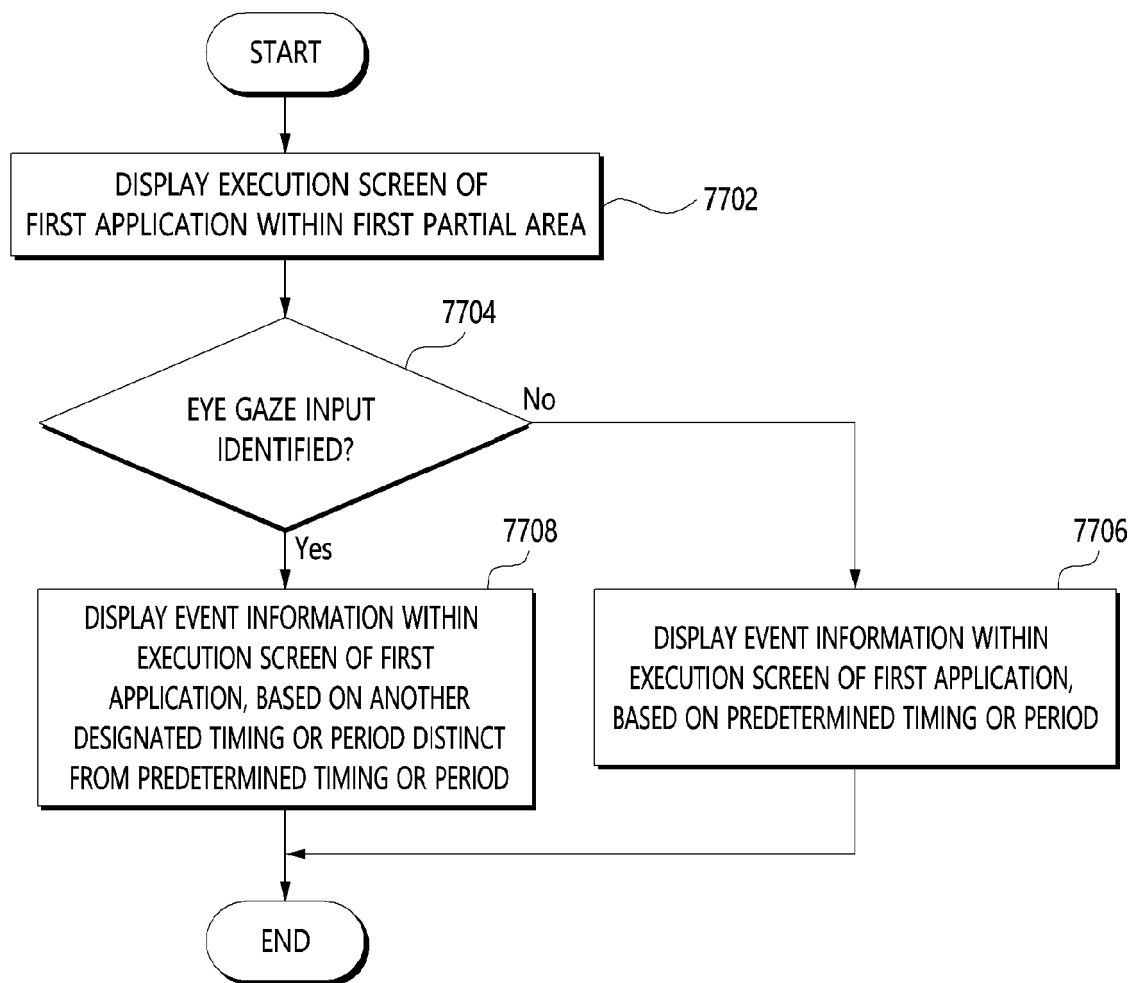 START
DISPLAY EXECUTION SCREEN OF
FIRST APPLICATION WITHIN FIRST PARTIAL AREA
7702
7704
EYE GAZE INPUT
IDENTIFIED?
No
Yes
7708
DISPLAY EVENT INFORMATION WITHIN
EXECUTION SCREEN OF FIRST
APPLICATION, BASED ON ANOTHER
DESIGNATED TIMING OR PERIOD DISTINCT
FROM PREDETERMINED TIMING OR PERIOD
7706
DISPLAY EVENT INFORMATION WITHIN
EXECUTION SCREEN OF FIRST APPLICATION,
BASED ON PREDETERMINED TIMING OR PERIOD
END